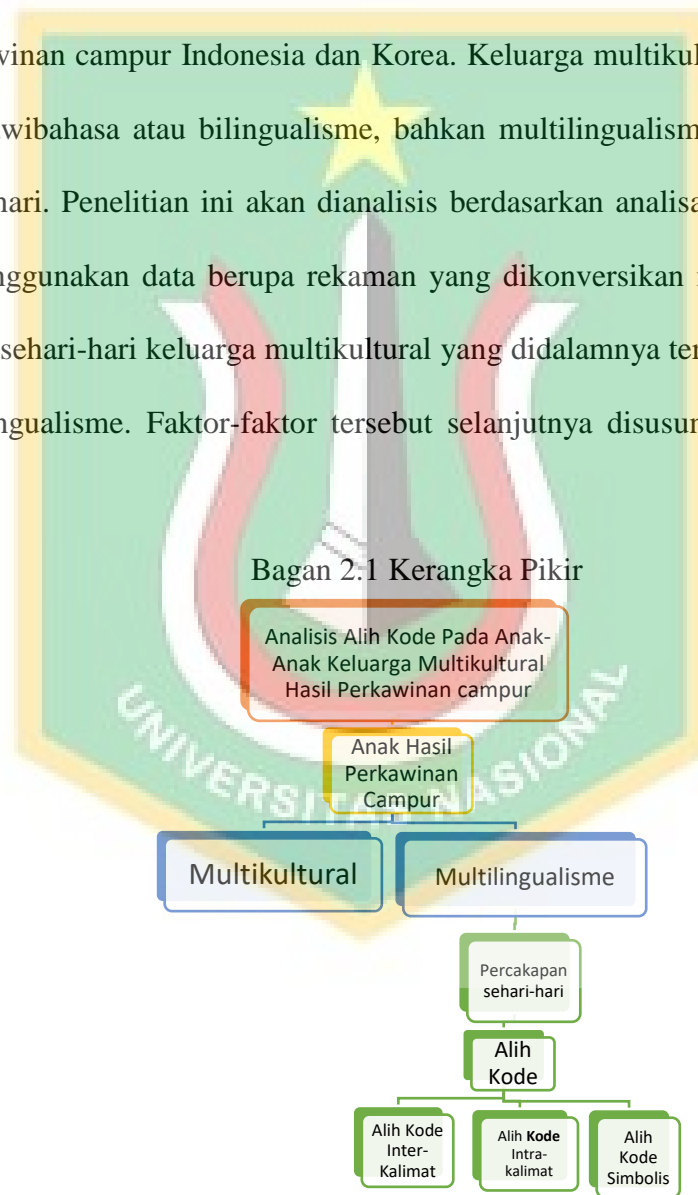 winan campur Indonesia dan Korea. Keluarga multikul
wibahasa atau bilingualisme, bahkan multilingualism
hari. Penelitian ini akan dianalisis berdasarkan analisa
nggunakan data berupa rekaman yang dikonversikan
sehari-hari keluarga multikultural yang didalamnya ter
ngualisme. Faktor-faktor tersebut selanjutnya disusun
Bagan 2.1 Kerangka Pikir
Analisis Alih Kode Pada Anak-
Anak Keluarga Multikultural
Hasil Perkawinan campur
Anak Hasil
Perkawinan
Campur
UNIVERSITAS NASIONAL
Multikultural
Multilingualisme
Percakapan
sehari-hari
Alih
Kode
Alih Kode
Inter-
Kalimat
Alih Kode
Intra-
kalimat
Alih
Kode
Simbolis